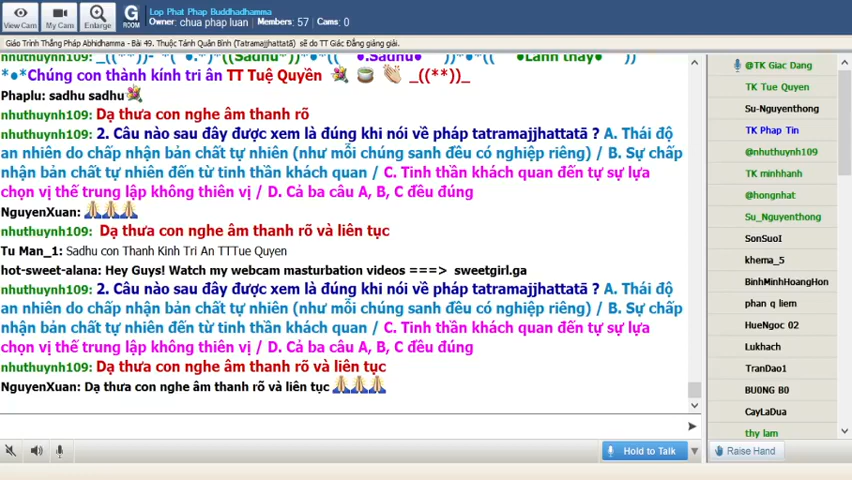 View Cam
My Cam
Enlarge
G ROOM
Lop Phat Phap Buddhadhamma
Owner: chua phap luan / Members: 57 / Cams: 0
Giáo Trình Thắng Pháp Abhidhamma - Bài 49. Thuộc Tánh Quân Bình (Tatramajjhattatā) sẽ do TT Giác Đẳng giảng giải.
*●*Chúng con thành kính tri ân TT Tuệ Quyền 💐 🍵 👏 _((**))_
Phaplu: sadhu sadhu💐
nhuthuynh109: Dạ thưa con nghe âm thanh rõ
nhuthuynh109: 2. Câu nào sau đây được xem là đúng khi nói về pháp tatramajjhattatā ? A. Thái độ
an nhiên do chấp nhận bản chất tự nhiên (như mỗi chúng sanh đều có nghiệp riêng) / B. Sự chấp
nhận bản chất tự nhiên đến từ tinh thần khách quan / C. Tinh thần khách quan đến tự sự lựa
chọn vị thế trung lập không thiên vị / D. Cả ba câu A, B, C đều đúng
NguyenXuan: 🙏🙏🙏
nhuthuynh109: Dạ thưa con nghe âm thanh rõ và liên tục
Tu Man_1: Sadhu con Thanh Kinh Tri An TTTue Quyen
hot-sweet-alana: Hey Guys! Watch my webcam masturbation videos ===> sweetgirl.ga
nhuthuynh109: 2. Câu nào sau đây được xem là đúng khi nói về pháp tatramajjhattatā ? A. Thái độ
an nhiên do chấp nhận bản chất tự nhiên (như mỗi chúng sanh đều có nghiệp riêng) / B. Sự chấp
nhận bản chất tự nhiên đến từ tinh thần khách quan / C. Tinh thần khách quan đến tự sự lựa
chọn vị thế trung lập không thiên vị / D. Cả ba câu A, B, C đều đúng
nhuthuynh109: Dạ thưa con nghe âm thanh rõ và liên tục
NguyenXuan: Dạ thưa con nghe âm thanh rõ và liên tục 🙏🙏🙏
Hold to Talk
@TK Giac Dang
TK Tue Quyen
Su-Nguyenthong
TK Phap Tin
@nhuthuynh109
TK minhhanh
@hongnhat
Su_Nguyenthong
SonSuoI
khema_5
BinhMinhHoangHon
phan q liem
HueNgoc 02
Lukhach
TranDao1
BU0NG B0
CayLaDua
thy lam
Raise Hand